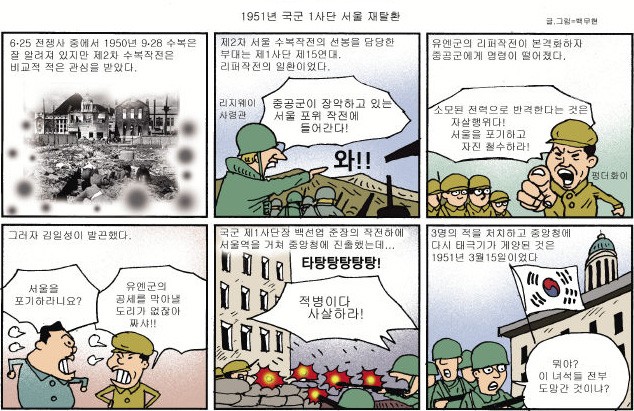 1951년 국군 1사단 서울 재탈환
글,그림=백무현
6·25 전쟁사 중에서 1950년 9·28 수복은
잘 알려져 있지만 제2차 수복작전은
비교적 적은 관심을 받았다.
제2차 서울 수복작전의 선봉을 담당한
부대는 제1사단 제15연대.
리퍼작전의 일환이었다.
리지웨이
사령관
중공군이 장악하고 있는
서울 포위 작전에
들어간다!
와!!
유엔군의 리퍼작전이 본격화하자
중공군에게 명령이 떨어졌다.
소모된 전력으로 반격한다는 것은
자살행위다!
서울을 포기하고
자진 철수하라!
펑더화이
그러자 김일성이 발끈했다.
서울을
포기하라니요?
유엔군의
공세를 막아낼
도리가 없잖아
짜샤!!
국군 제1사단장 백선엽 준장의 작전하에
서울역을 거쳐 중앙청에 진출했는데...
타탕탕탕탕탕!
적병이다
사살하라!
3명의 적을 처치하고 중앙청에
다시 태극기가 게양된 것은
1951년 3월15일이었다
뭐야?
이 녀석들 전부
도망간 것이냐?